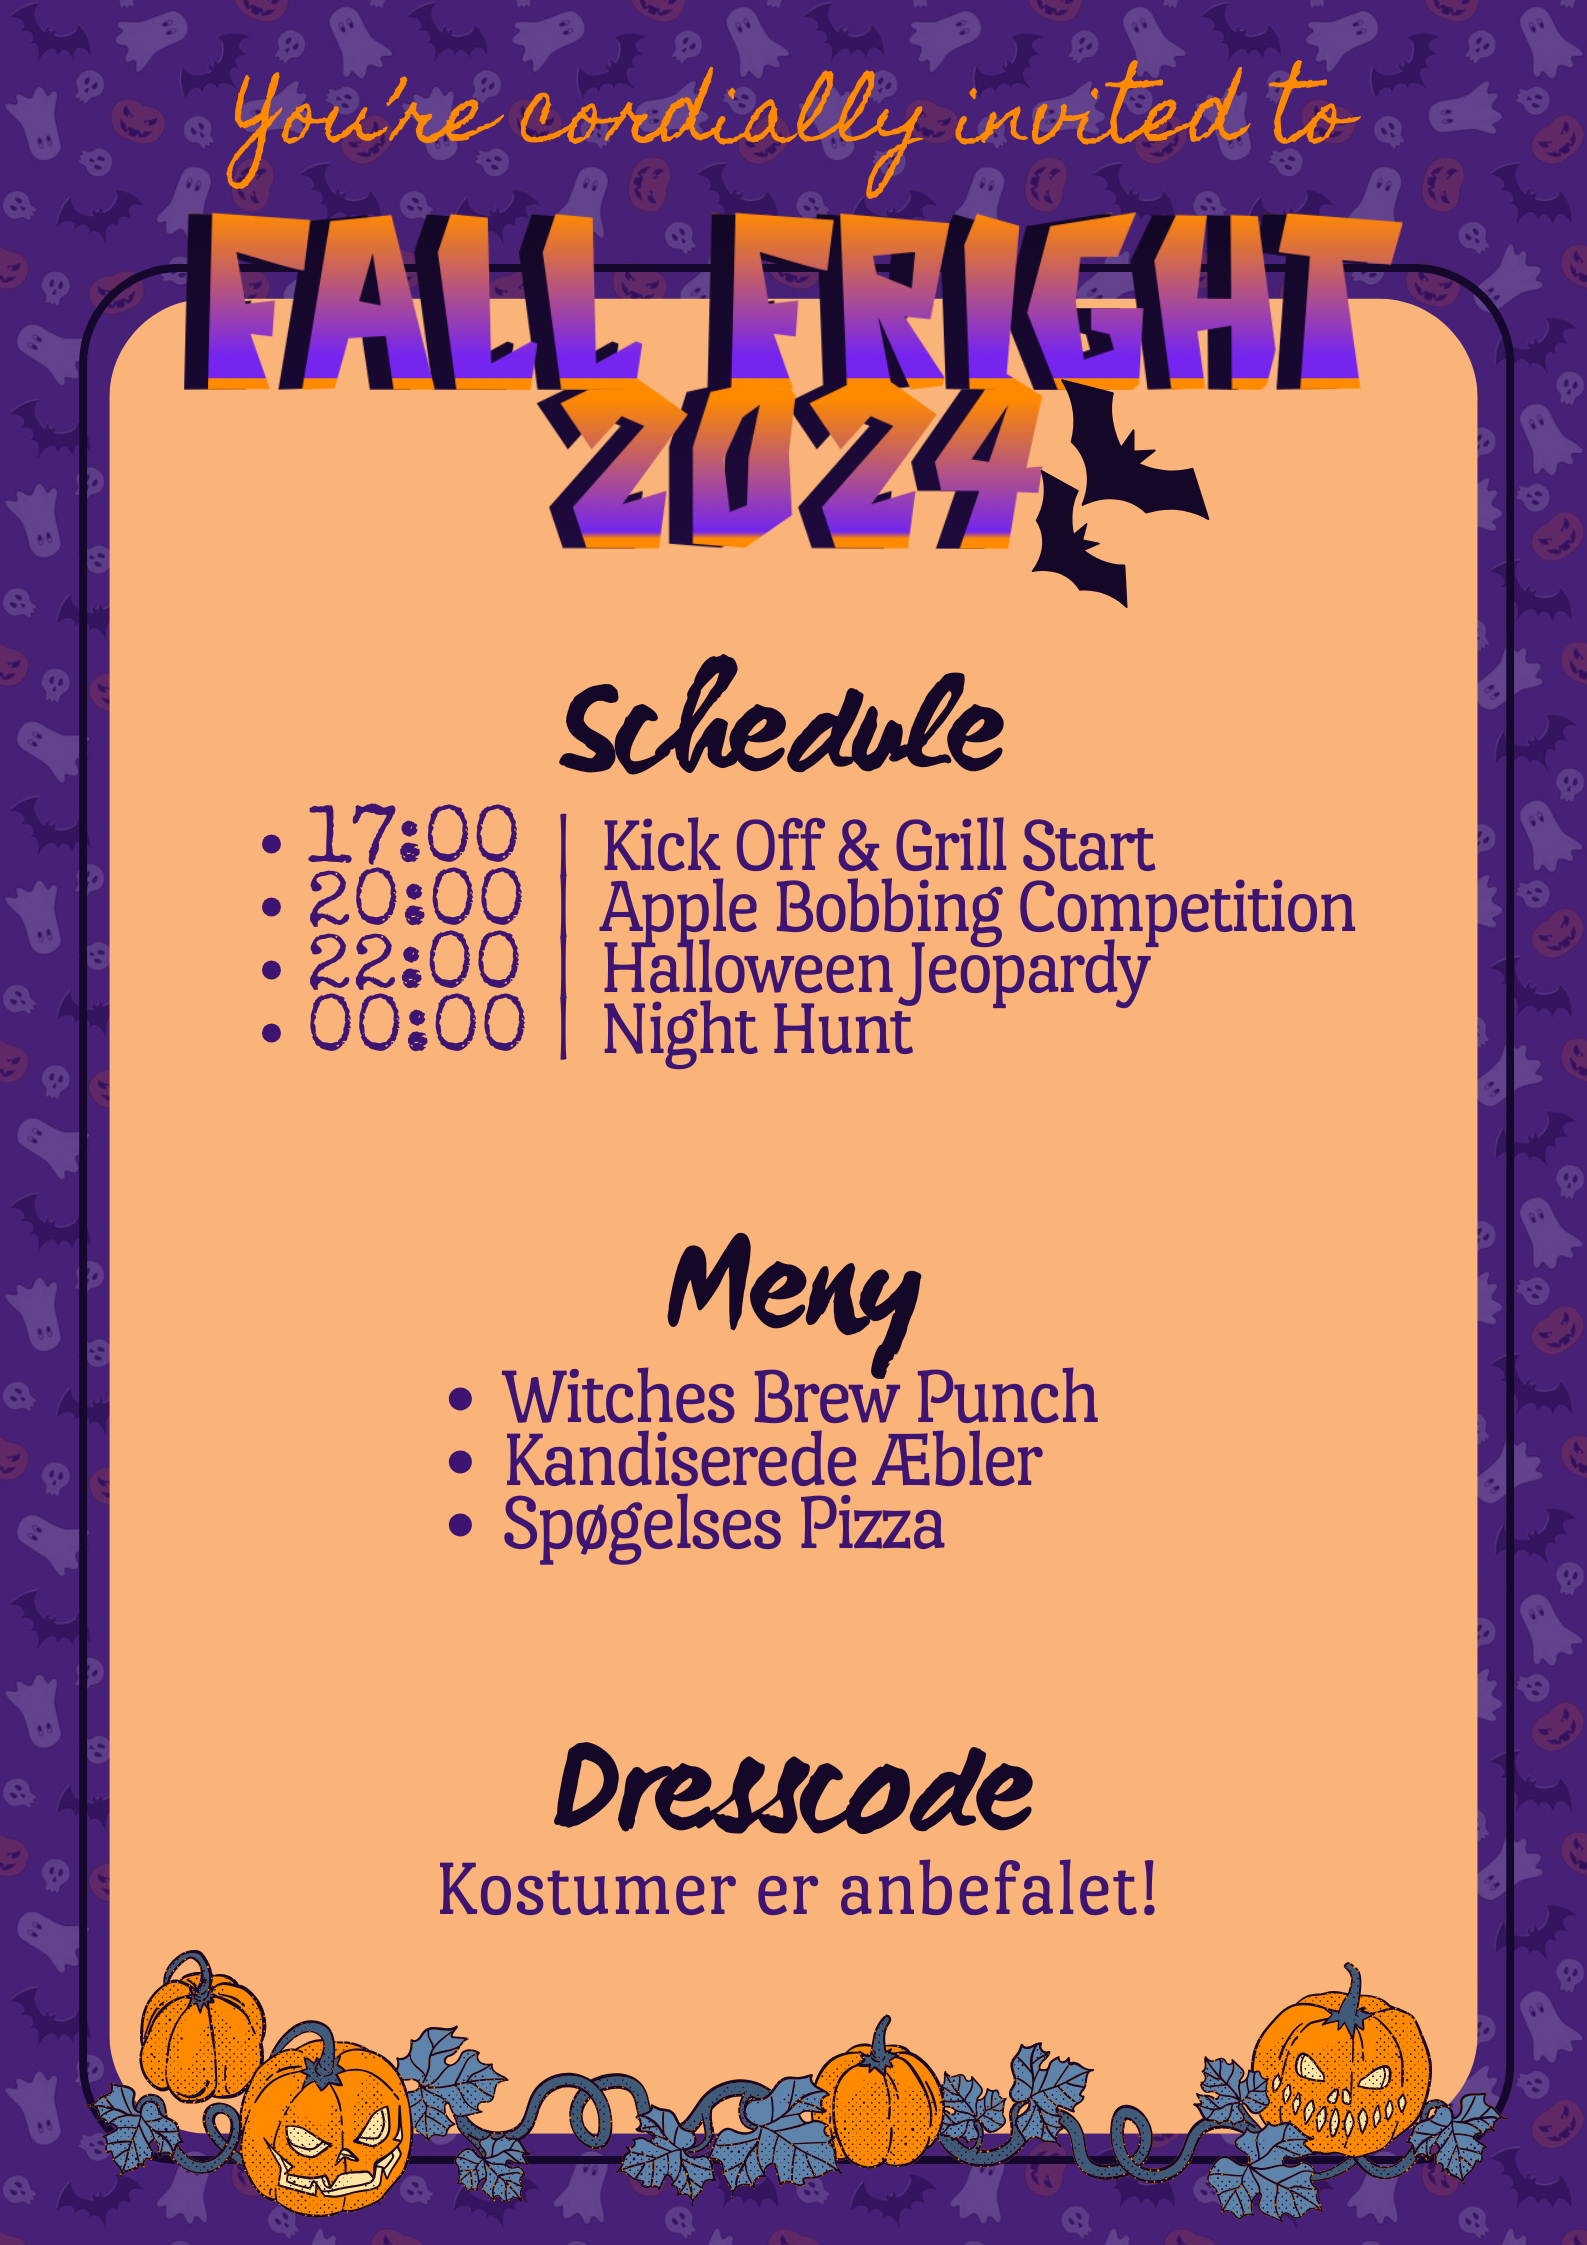 You're cordially invited to
FALL FRIGHT
2024
Schedule
• 17:00 | Kick Off & Grill Start
• 20:00 | Apple Bobbing Competition
• 22:00 | Halloween Jeopardy
• 00:00 | Night Hunt
Meny
• Witches Brew Punch
• Kandiserede Æbler
• Spøgelses Pizza
Dresscode
Kostumer er anbefalet!